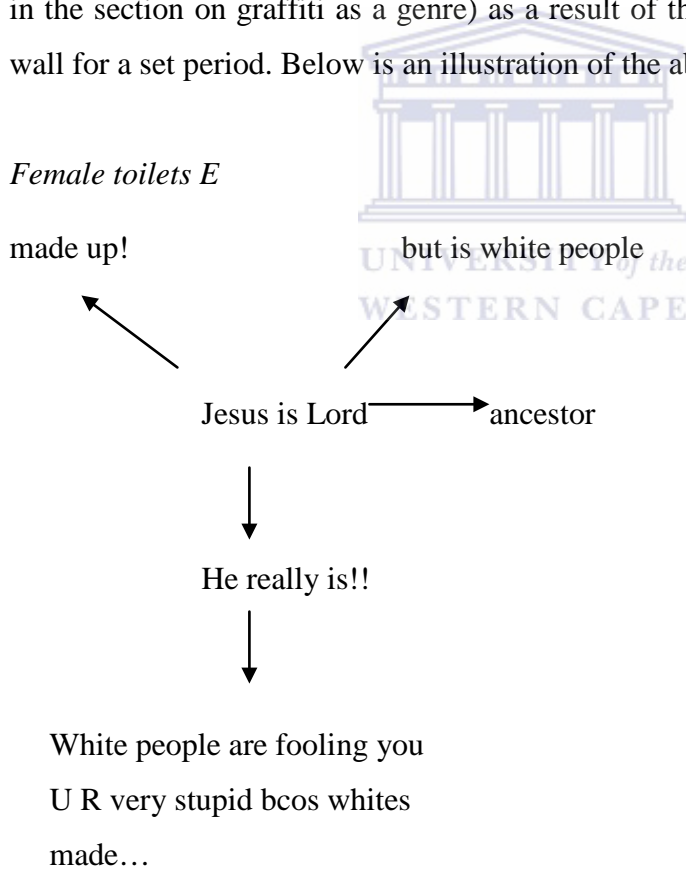 in the section on graffiti as a genre) as a result of th
wall for a set period. Below is an illustration of the a
Female toilets E
made up! but is white people
UNIVERSITY of the
WESTERN CAPE
Jesus is Lord ancestor
He really is!!
White people are fooling you
U R very stupid bcos whites
made…